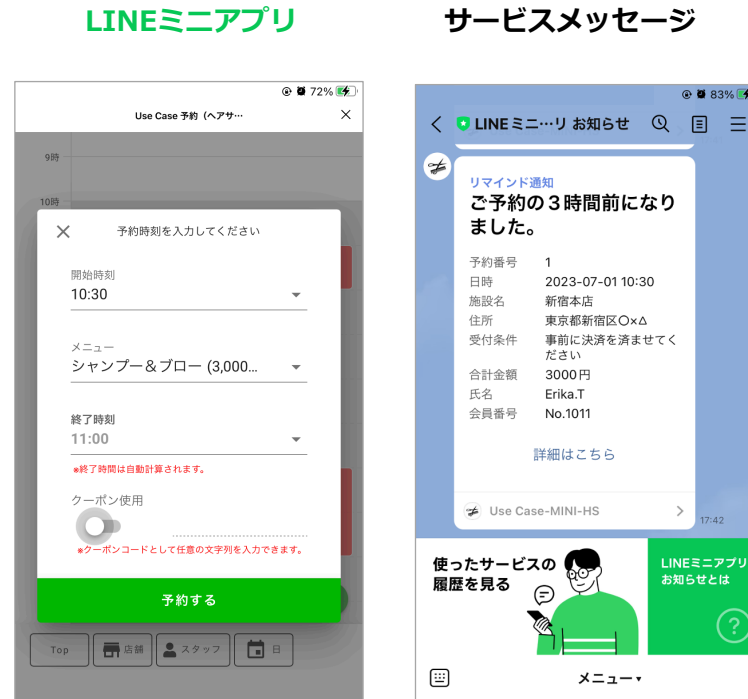 LINEミニアプリ
サービスメッセージ
72%
Use Case 予約（ヘアサ…
9時
10時
予約時刻を入力してください
開始時刻
10:30
メニュー
シャンプー＆ブロー (3,000...
終了時刻
11:00
※終了時間は自動計算されます。
クーポン使用
※クーポンコードとして任意の文字列を入力できます。
予約する
Top
店舗
スタッフ
日
83%
LINE ミニ…リ お知らせ
リマインド通知
ご予約の３時間前になり
ました。
予約番号 1
日時 2023-07-01 10:30
施設名 新宿本店
住所 東京都新宿区○×△
受付条件 事前に決済を済ませてく
ださい
合計金額 3000円
氏名 Erika.T
会員番号 No.1011
詳細はこちら
Use Case-MINI-HS
17:42
使ったサービスの
履歴を見る
LINEミニアプリ
お知らせとは
?
メニュー▾